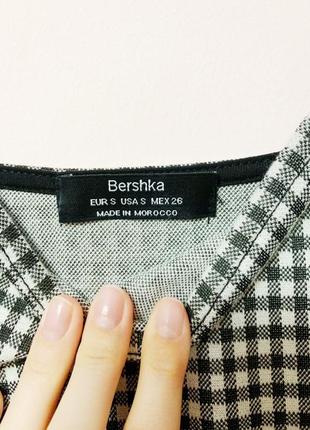 Bershka
EUR S USA S MEX 26
MADE IN MOROCCO